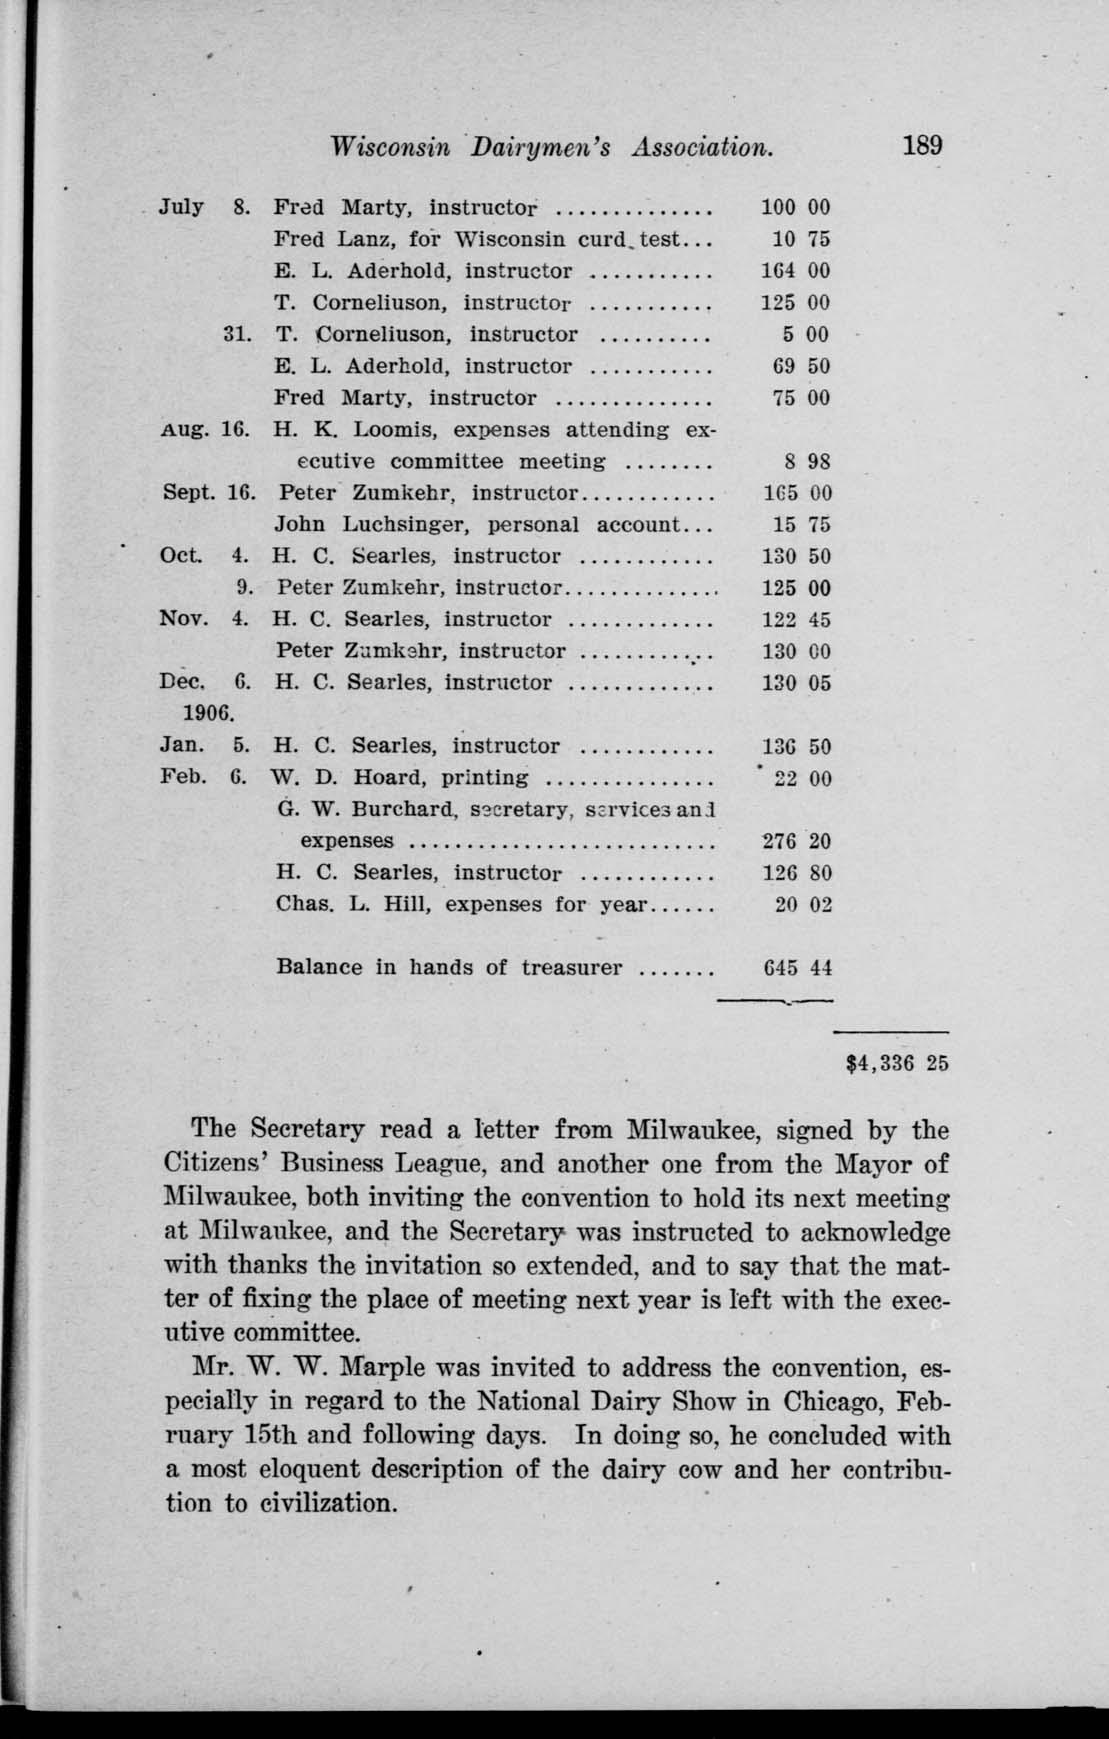 Wisconsin Dairymen's Association. 189
July 8. Fred Marty, instructor .............. 100 00
Fred Lanz, for Wisconsin curd test... 10 75
E. L. Aderhold, instructor ........... 164 00
T. Corneliuson, instructor ........... 125 00
31. T. Corneliuson, instructor .......... 5 00
E. L. Aderhold, instructor ........... 69 50
Fred Marty, instructor .............. 75 00
Aug. 16. H. K. Loomis, expenses attending ex-
ecutive committee meeting ........ 8 98
Sept. 16. Peter Zumkehr, instructor............ 165 00
John Luchsinger, personal account... 15 75
Oct. 4. H. C. Searles, instructor ............ 130 50
9. Peter Zumkehr, instructor.............. 125 00
Nov. 4. H. C. Searles, instructor ............. 122 45
Peter Zumkehr, instructor ............ 130 00
Dec. 6. H. C. Searles, instructor ............. 130 05
1906.
Jan. 5. H. C. Searles, instructor ............ 136 50
Feb. 6. W. D. Hoard, printing ............... 22 00
G. W. Burchard, secretary, services and
expenses ........................... 276 20
H. C. Searles, instructor ............ 126 80
Chas. L. Hill, expenses for year...... 20 02
Balance in hands of treasurer ....... 645 44
$4,336 25
The Secretary read a letter from Milwaukee, signed by the
Citizens' Business League, and another one from the Mayor of
Milwaukee, both inviting the convention to hold its next meeting
at Milwaukee, and the Secretary was instructed to acknowledge
with thanks the invitation so extended, and to say that the mat-
ter of fixing the place of meeting next year is left with the exec-
utive committee.
Mr. W. W. Marple was invited to address the convention, es-
pecially in regard to the National Dairy Show in Chicago, Feb-
ruary 15th and following days. In doing so, he concluded with
a most eloquent description of the dairy cow and her contribu-
tion to civilization.